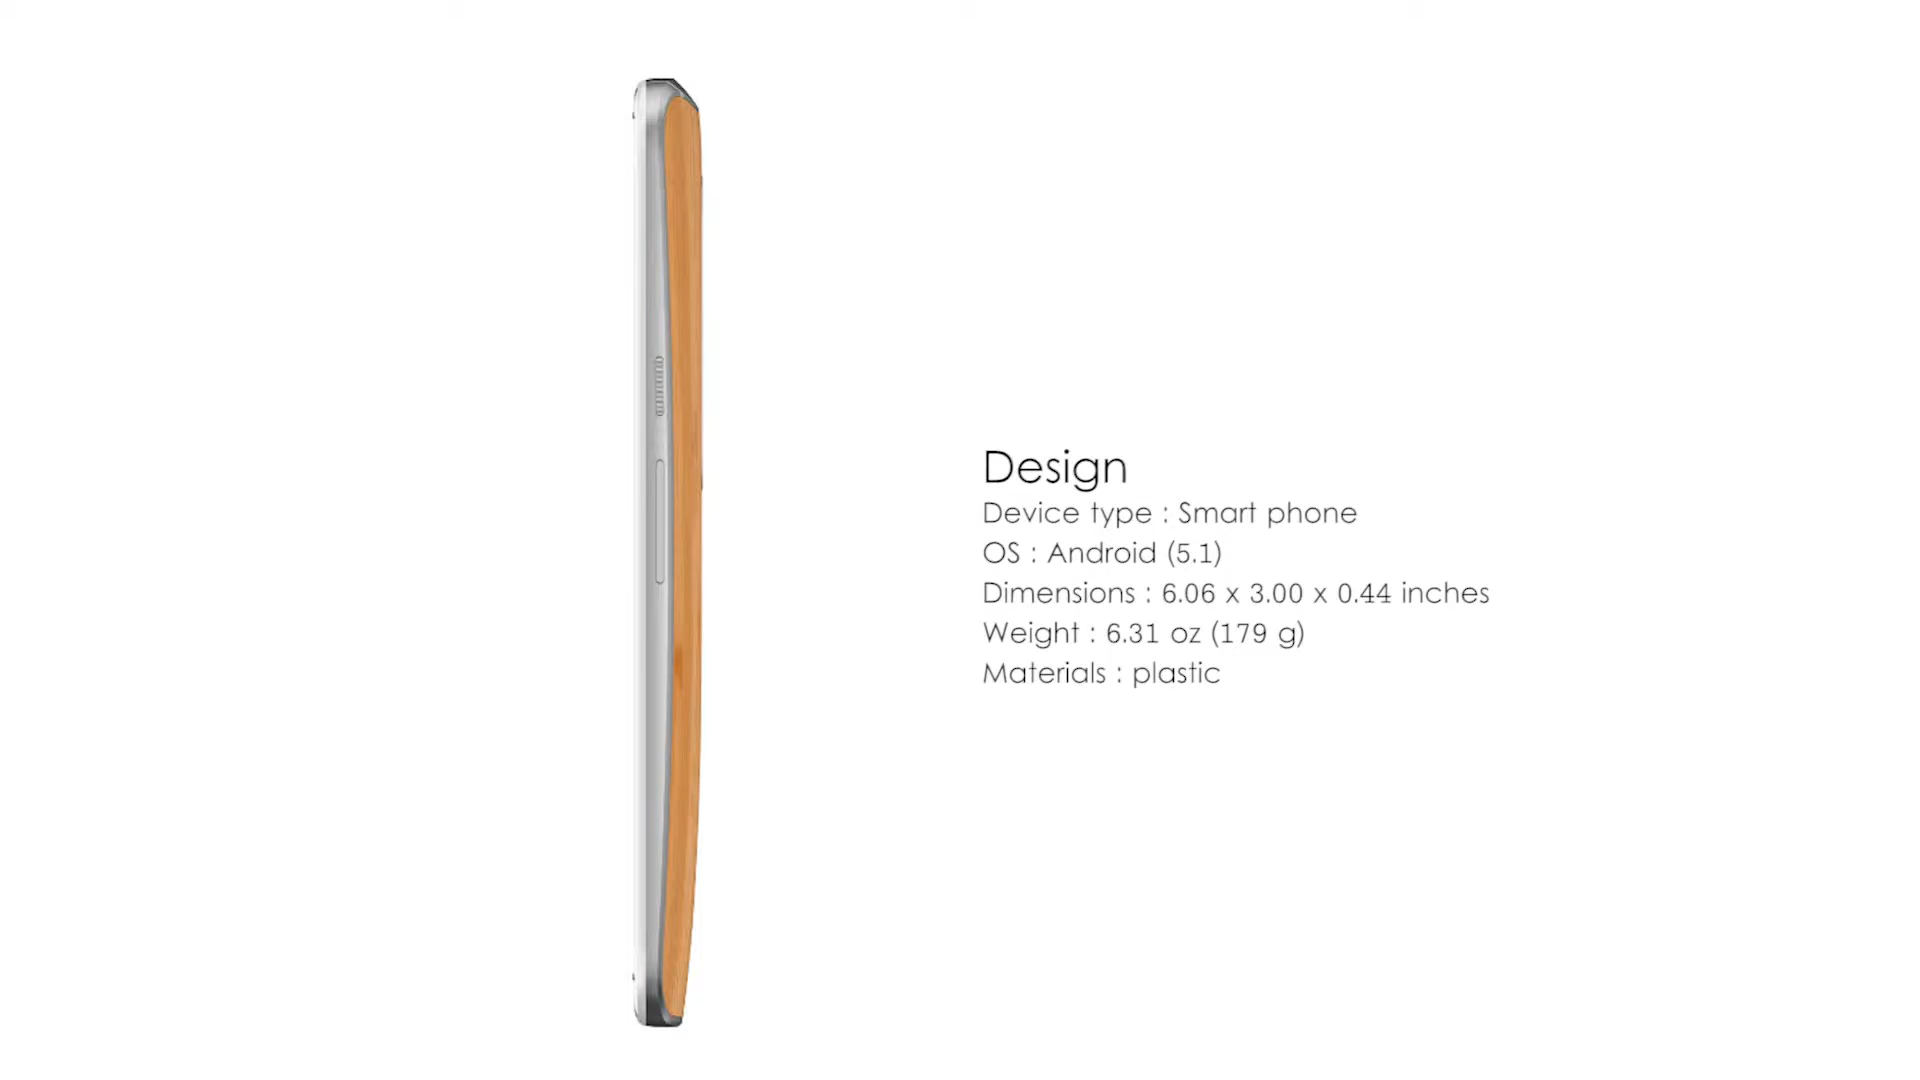 Design
Device type : Smart phone
OS : Android (5.1)
Dimensions : 6.06 x 3.00 x 0.44 inches
Weight : 6.31 oz (179 g)
Materials : plastic